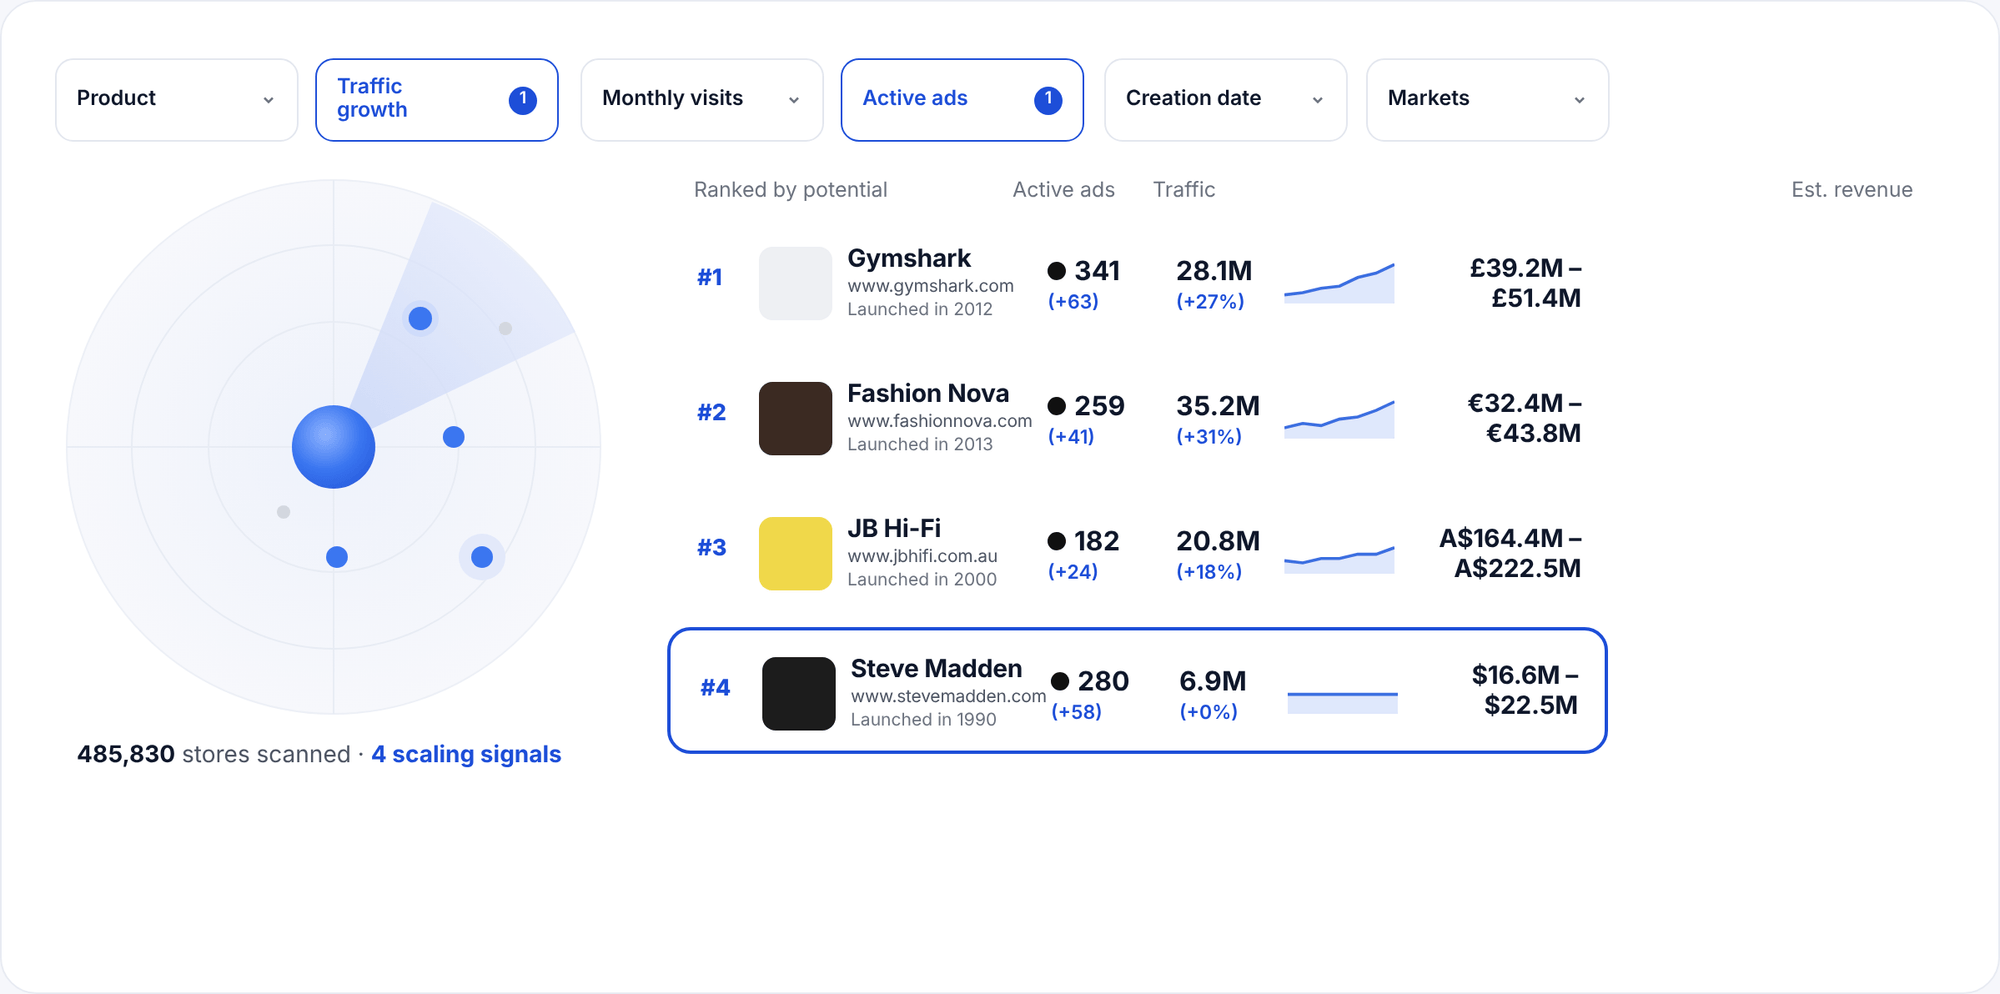 Product
Traffic
growth
1
Monthly visits
Active ads
1
Creation date
Markets
Ranked by potential
Active ads
Traffic
Est. revenue
#1
Gymshark
www.gymshark.com
Launched in 2012
341
(+63)
28.1M
(+27%)
£39.2M –
£51.4M
#2
Fashion Nova
www.fashionnova.com
Launched in 2013
259
(+41)
35.2M
(+31%)
€32.4M –
€43.8M
#3
JB Hi-Fi
www.jbhifi.com.au
Launched in 2000
182
(+24)
20.8M
(+18%)
A$164.4M –
A$222.5M
#4
Steve Madden
www.stevemadden.com
Launched in 1990
280
(+58)
6.9M
(+0%)
$16.6M –
$22.5M
485,830 stores scanned · 4 scaling signals